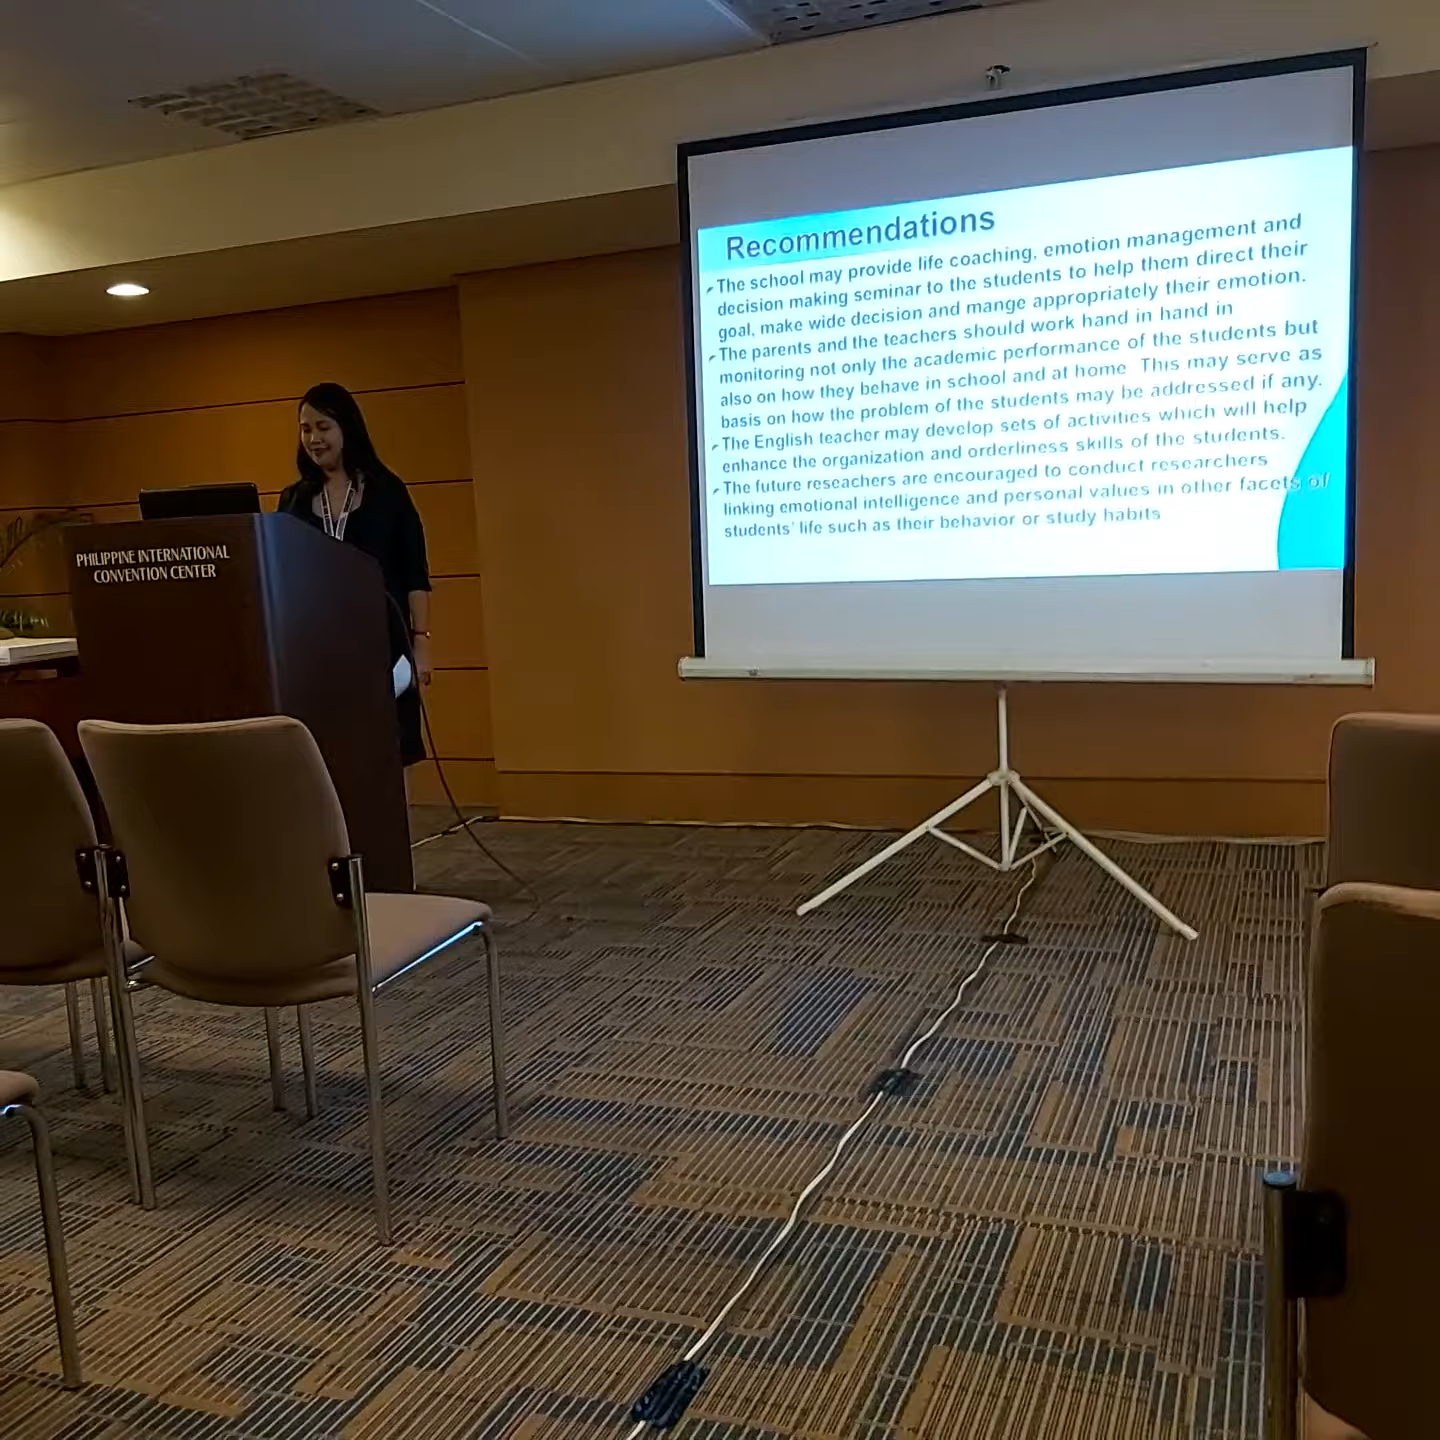 Recommendations
The school may provide life coaching, emotion management and
decision making seminar to the students to help them direct their
goal, make wide decision and mange appropriately their emotion.
The parents and the teachers should work hand in hand in
monitoring not only the academic performance of the students but
also on how they behave in school and at home. This may serve as
basis on how the problem of the students may be addressed if any.
The English teacher may develop sets of activities which will help
enhance the organization and orderliness skills of the students.
The future reseachers are encouraged to conduct researchers
linking emotional intelligence and personal values in other facets of
students' life such as their behavior or study habits
PHILIPPINE INTERNATIONAL
CONVENTION CENTER